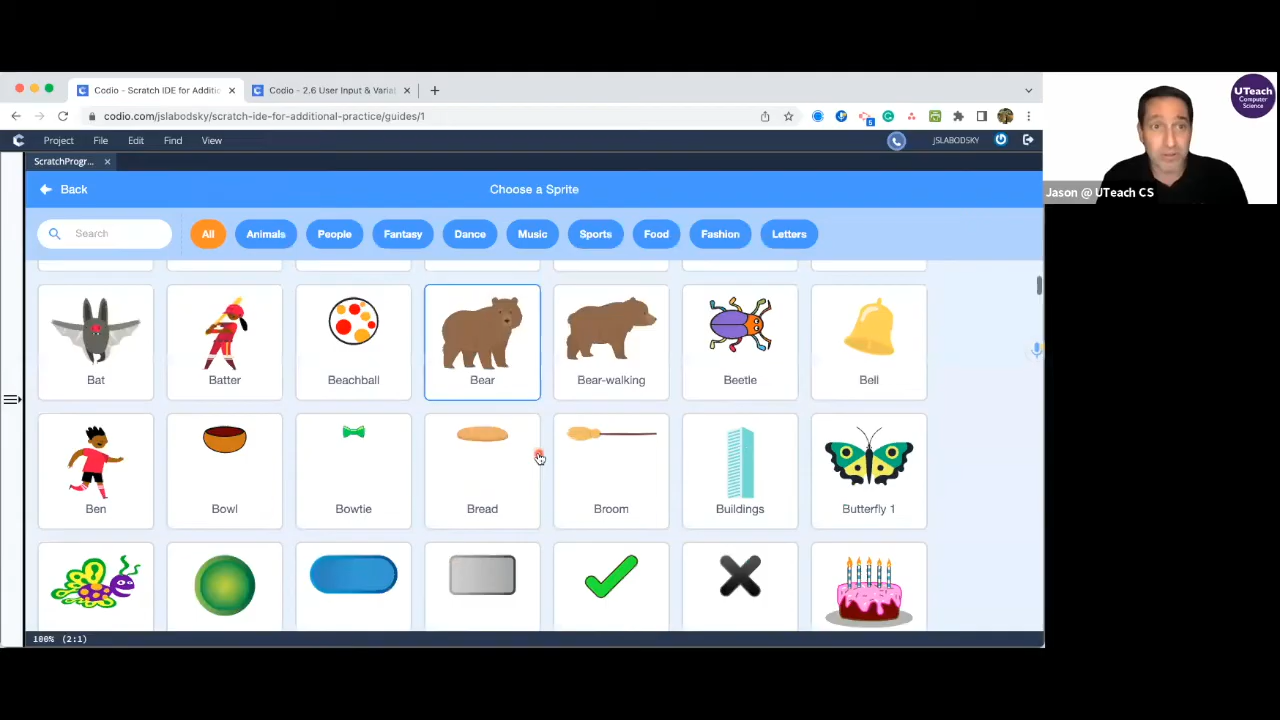 Codio - Scratch IDE for Additio
Codio - 2.6 User Input & Varia
codio.com/jslabodsky/scratch-ide-for-additional-practice/guides/1
5
Project File Edit Find View
jSLABODSKY
ScratchProgr...
Back
Choose a Sprite
Search
All Animals People Fantasy Dance Music Sports Food Fashion Letters
Bat Batter Beachball Bear Bear-walking Beetle Bell
Ben Bowl Bowtie Bread Broom Buildings Butterfly 1
100% (2:1)
UTeach
Computer
Science
Jason @ UTeach CS